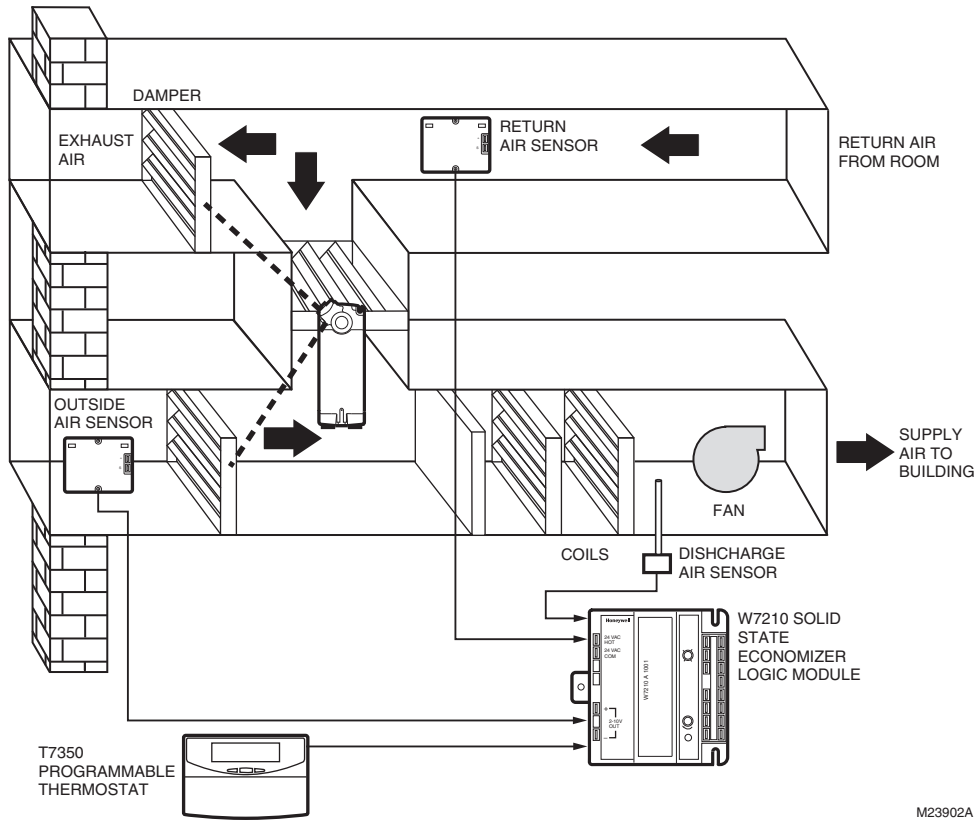 DAMPER
EXHAUST
AIR
RETURN
AIR SENSOR
RETURN AIR
FROM ROOM
OUTSIDE
AIR SENSOR
SUPPLY
AIR TO
BUILDING
FAN
COILS
DISHCHARGE
AIR SENSOR
Honeywell
24 VAC
HOT
24 VAC
COM
+
2-10V
OUT
–
W7210 A 1001
W7210 SOLID
STATE
ECONOMIZER
LOGIC MODULE
T7350
PROGRAMMABLE
THERMOSTAT
M23902A